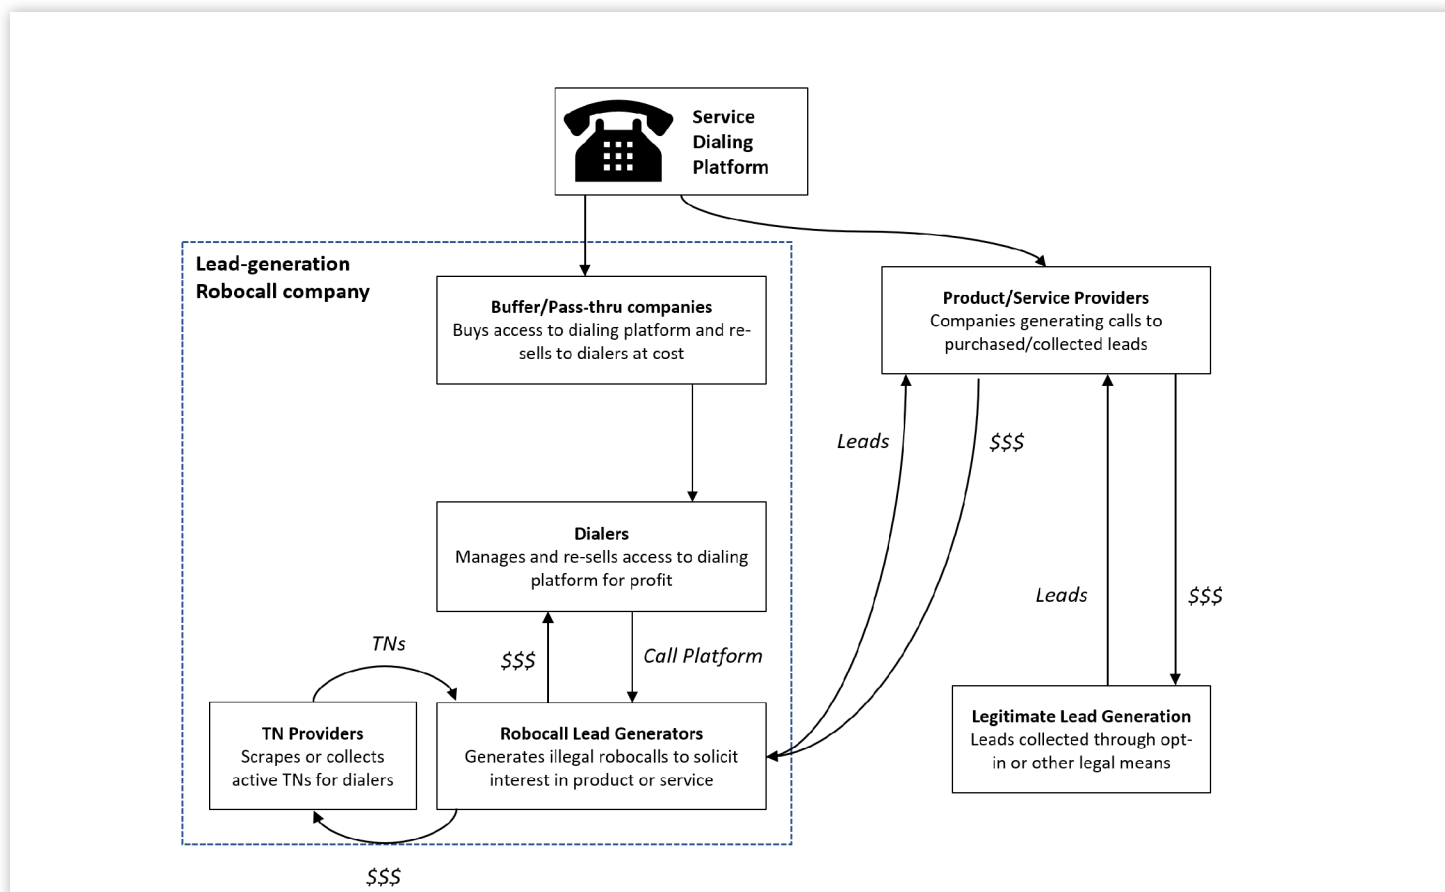 Service
Dialing
Platform
Lead-generation
Robocall company
Buffer/Pass-thru companies
Buys access to dialing platform and re-
sells to dialers at cost
Product/Service Providers
Companies generating calls to
purchased/collected leads
Leads
$$$
Dialers
Manages and re-sells access to dialing
platform for profit
Leads
$$$
TNs
$$$
Call Platform
TN Providers
Scrapes or collects
active TNs for dialers
Robocall Lead Generators
Generates illegal robocalls to solicit
interest in product or service
Legitimate Lead Generation
Leads collected through opt-
in or other legal means
$$$